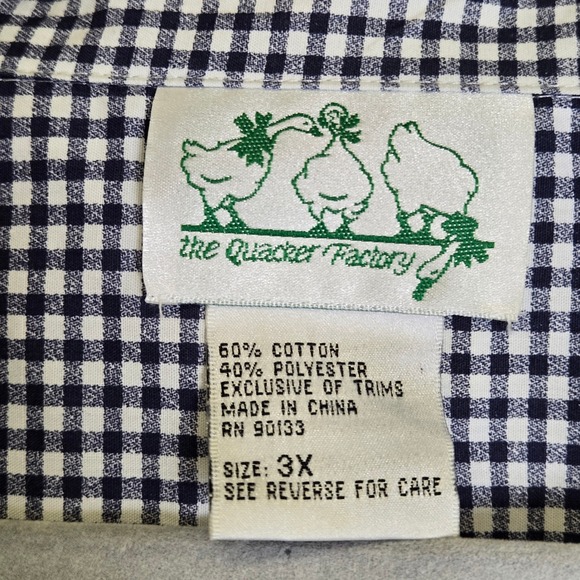 the Quacker Factory
60% COTTON
40% POLYESTER
EXCLUSIVE OF TRIMS
MADE IN CHINA
RN 90133
SIZE: 3X
SEE REVERSE FOR CARE